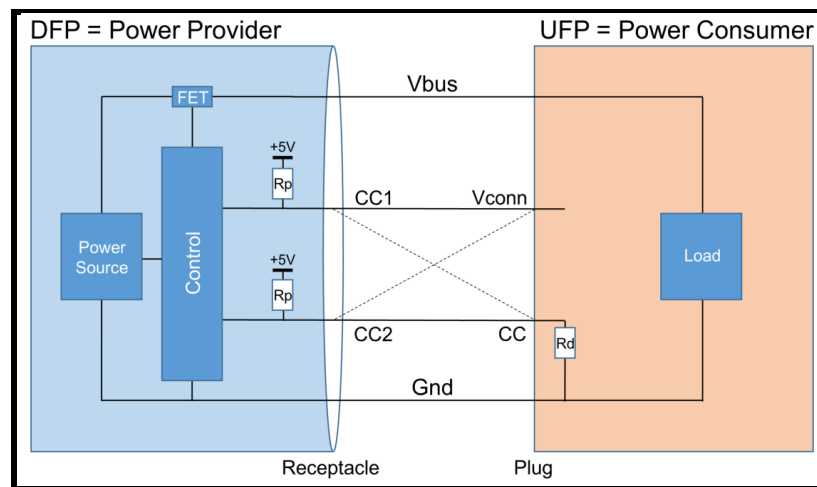 DFP = Power Provider
UFP = Power Consumer
FET
Vbus
+5V
Rp
CC1
Vconn
Power
Source
Control
Load
+5V
Rp
CC2
CC
Rd
Gnd
Receptacle
Plug